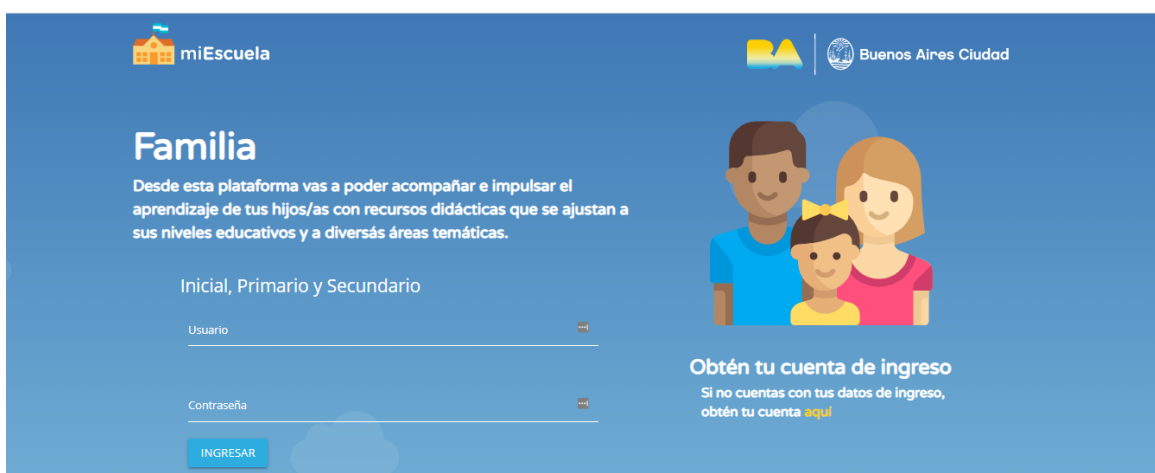 miEscuela
BA
Buenos Aires Ciudad
Familia
Desde esta plataforma vas a poder acompañar e impulsar el
aprendizaje de tus hijos/as con recursos didácticas que se ajustan a
sus niveles educativos y a diversás áreas temáticas.
Inicial, Primario y Secundario
Usuario
Contraseña
INGRESAR
Obtén tu cuenta de ingreso
Si no cuentas con tus datos de ingreso,
obtén tu cuenta aquí